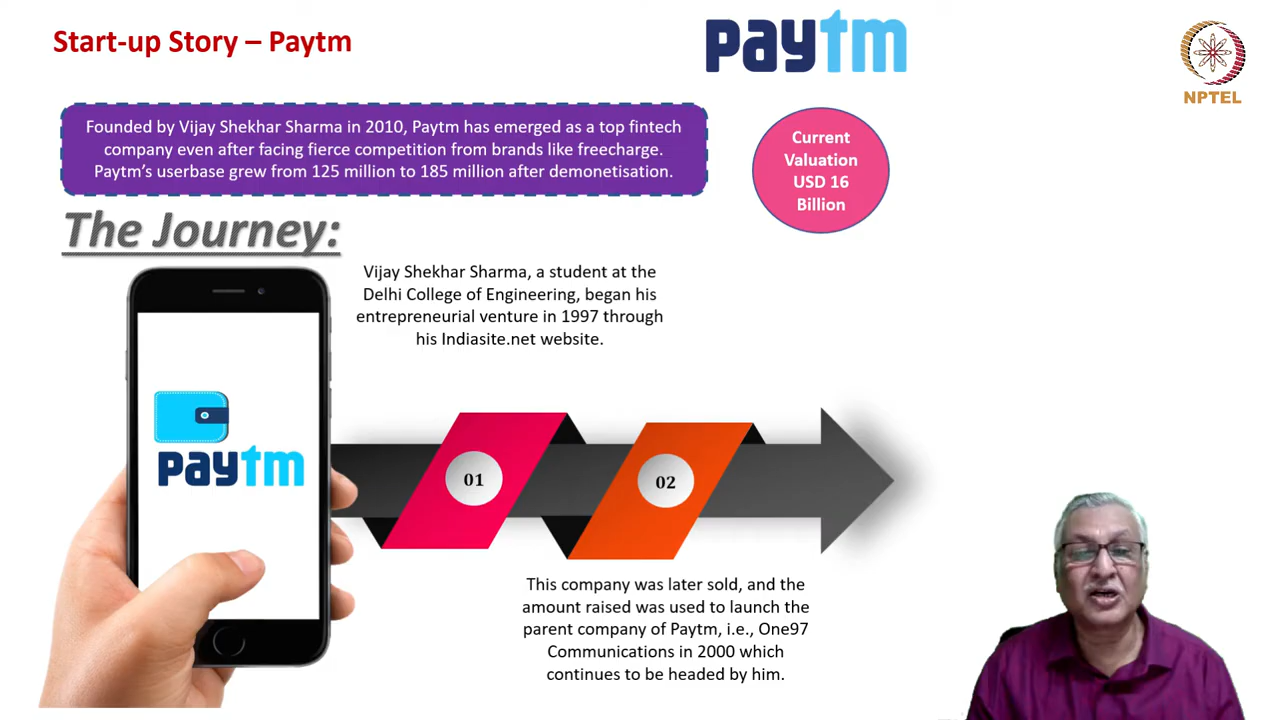 Start-up Story – Paytm
paytm
NPTEL
Founded by Vijay Shekhar Sharma in 2010, Paytm has emerged as a top fintech
company even after facing fierce competition from brands like freecharge.
Paytm’s userbase grew from 125 million to 185 million after demonetisation.
Current
Valuation
USD 16
Billion
The Journey:
Vijay Shekhar Sharma, a student at the
Delhi College of Engineering, began his
entrepreneurial venture in 1997 through
his Indiasite.net website.
paytm
01
02
This company was later sold, and the
amount raised was used to launch the
parent company of Paytm, i.e., One97
Communications in 2000 which
continues to be headed by him.